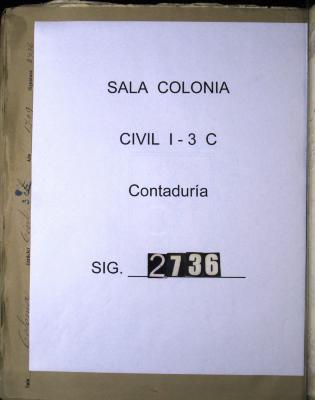 SALA COLONIA
CIVIL I - 3 C
Contaduría
SIG. 2736